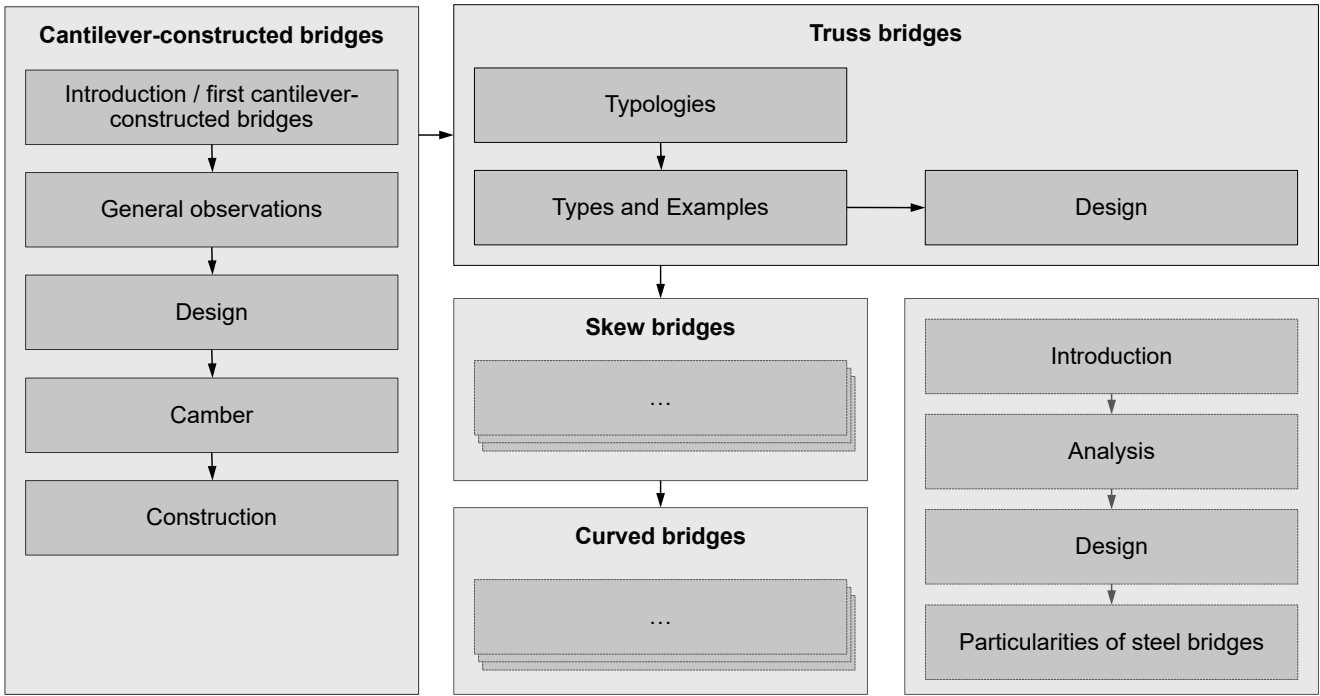 Cantilever-constructed bridges
Introduction / first cantilever-
constructed bridges
General observations
Design
Camber
Construction
Truss bridges
Typologies
Types and Examples
Design
Skew bridges
…
Curved bridges
…
Introduction
Analysis
Design
Particularities of steel bridges